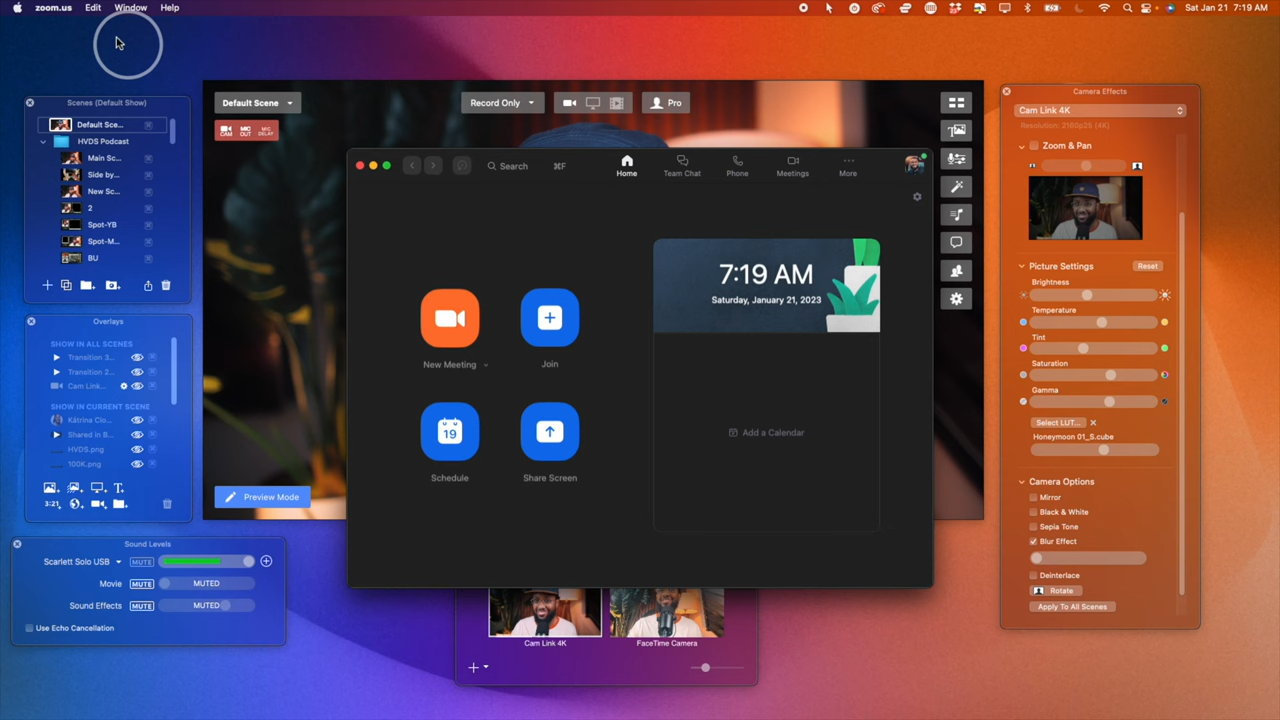 zoom.us Edit Window Help
Sat Jan 21 7:19 AM
Scenes (Default Show)
Default Sce...
HVDS Podcast
Main Sc...
Side by...
New Sc...
2
Spot-YB
Spot-M...
BU
Overlays
SHOW IN ALL SCENES
Transition 3...
Transition 2...
Cam Link...
SHOW IN CURRENT SCENE
Katrina Clo...
Shared in B...
HVDS.png
100K.png
3:21
Sound Levels
Scarlett Solo USB MUTE
Movie MUTE MUTED
Sound Effects MUTE MUTED
Use Echo Cancellation
Default Scene
Record Only
Pro
CAM MIC OUT MIC DELAY
Search ⌘F
Home
Team Chat
Phone
Meetings
More
7:19 AM
Saturday, January 21, 2023
New Meeting
Join
19
Schedule
Share Screen
Add a Calendar
Preview Mode
Cam Link 4K
FaceTime Camera
Camera Effects
Cam Link 4K
Resolution: 2160p25 (4K)
Zoom & Pan
Picture Settings Reset
Brightness
Temperature
Tint
Saturation
Gamma
Select LUT...
Honeymoon 01_S.cube
Camera Options
Mirror
Black & White
Sepia Tone
Blur Effect
Deinterlace
Rotate
Apply To All Scenes